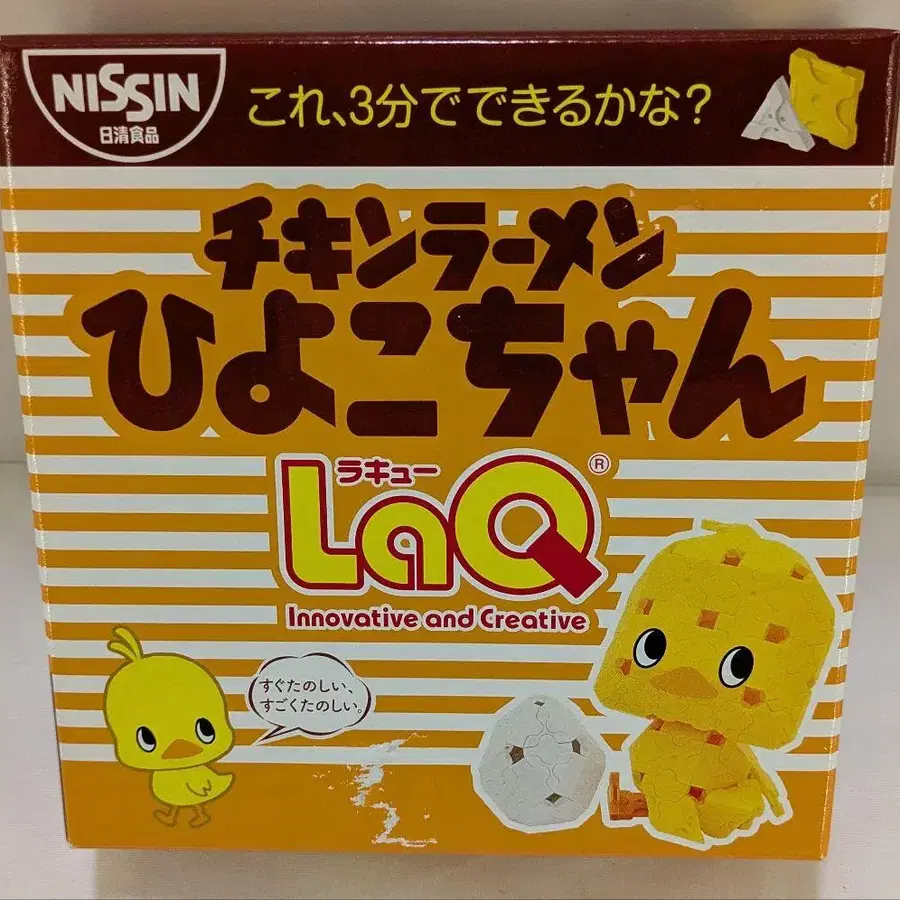 NISSIN
日清食品
これ、3分でできるかな?
チキンラーメン
ひよこちゃん
ラキュー
LaQ®
Innovative and Creative
すぐたのしい、
すごくたのしい。